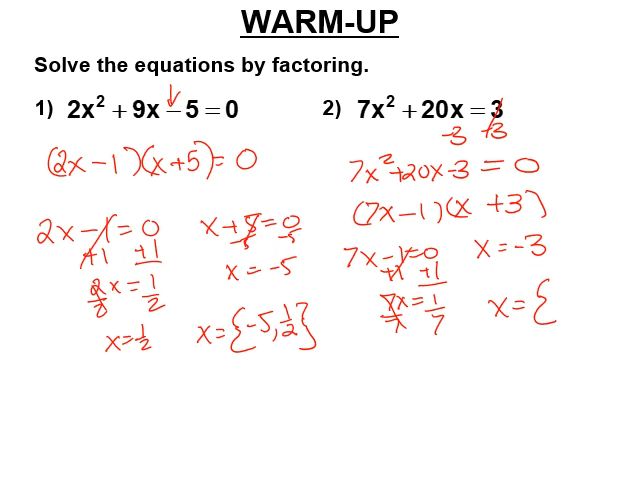 WARM-UP
Solve the equations by factoring.
1) 2x² + 9x − 5 = 0
(2x − 1)(x + 5) = 0
2x − 1 = 0
+1 +1
2x = 1
2 2
x = 1/2
x + 5 = 0
−5 −5
x = −5
x = {−5, 1/2}
2) 7x² + 20x = 3
−3 −3
7x² + 20x − 3 = 0
(7x − 1)(x + 3)
7x − 1 = 0
+1 +1
7x = 1
7 7
x = −3
x = {